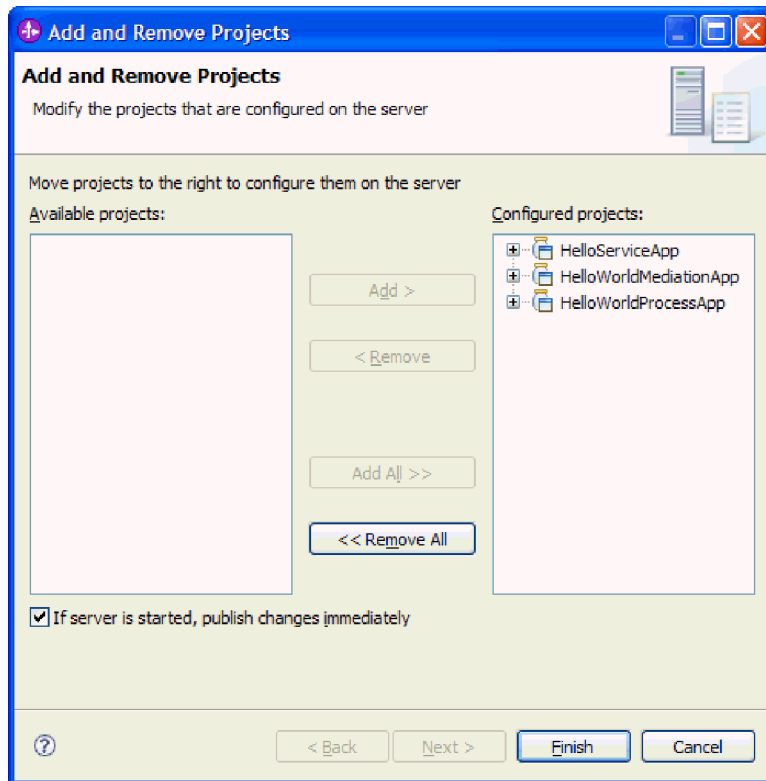 Add and Remove Projects
Add and Remove Projects
Modify the projects that are configured on the server
Move projects to the right to configure them on the server
Available projects:
Configured projects:
HelloServiceApp
HelloWorldMediationApp
HelloWorldProcessApp
Add >
< Remove
Add All >>
<< Remove All
If server is started, publish changes immediately
?
< Back
Next >
Finish
Cancel